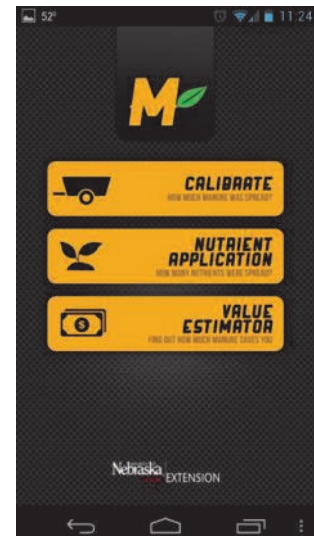 52°
11:24
M
CALIBRATE
HOW MUCH MANURE WAS SPREAD?
NUTRIENT
APPLICATION
HOW MANY NUTRIENTS WERE SPREAD?
VALUE
ESTIMATOR
FIND OUT HOW MUCH MANURE SAVES YOU
Nebraska
EXTENSION